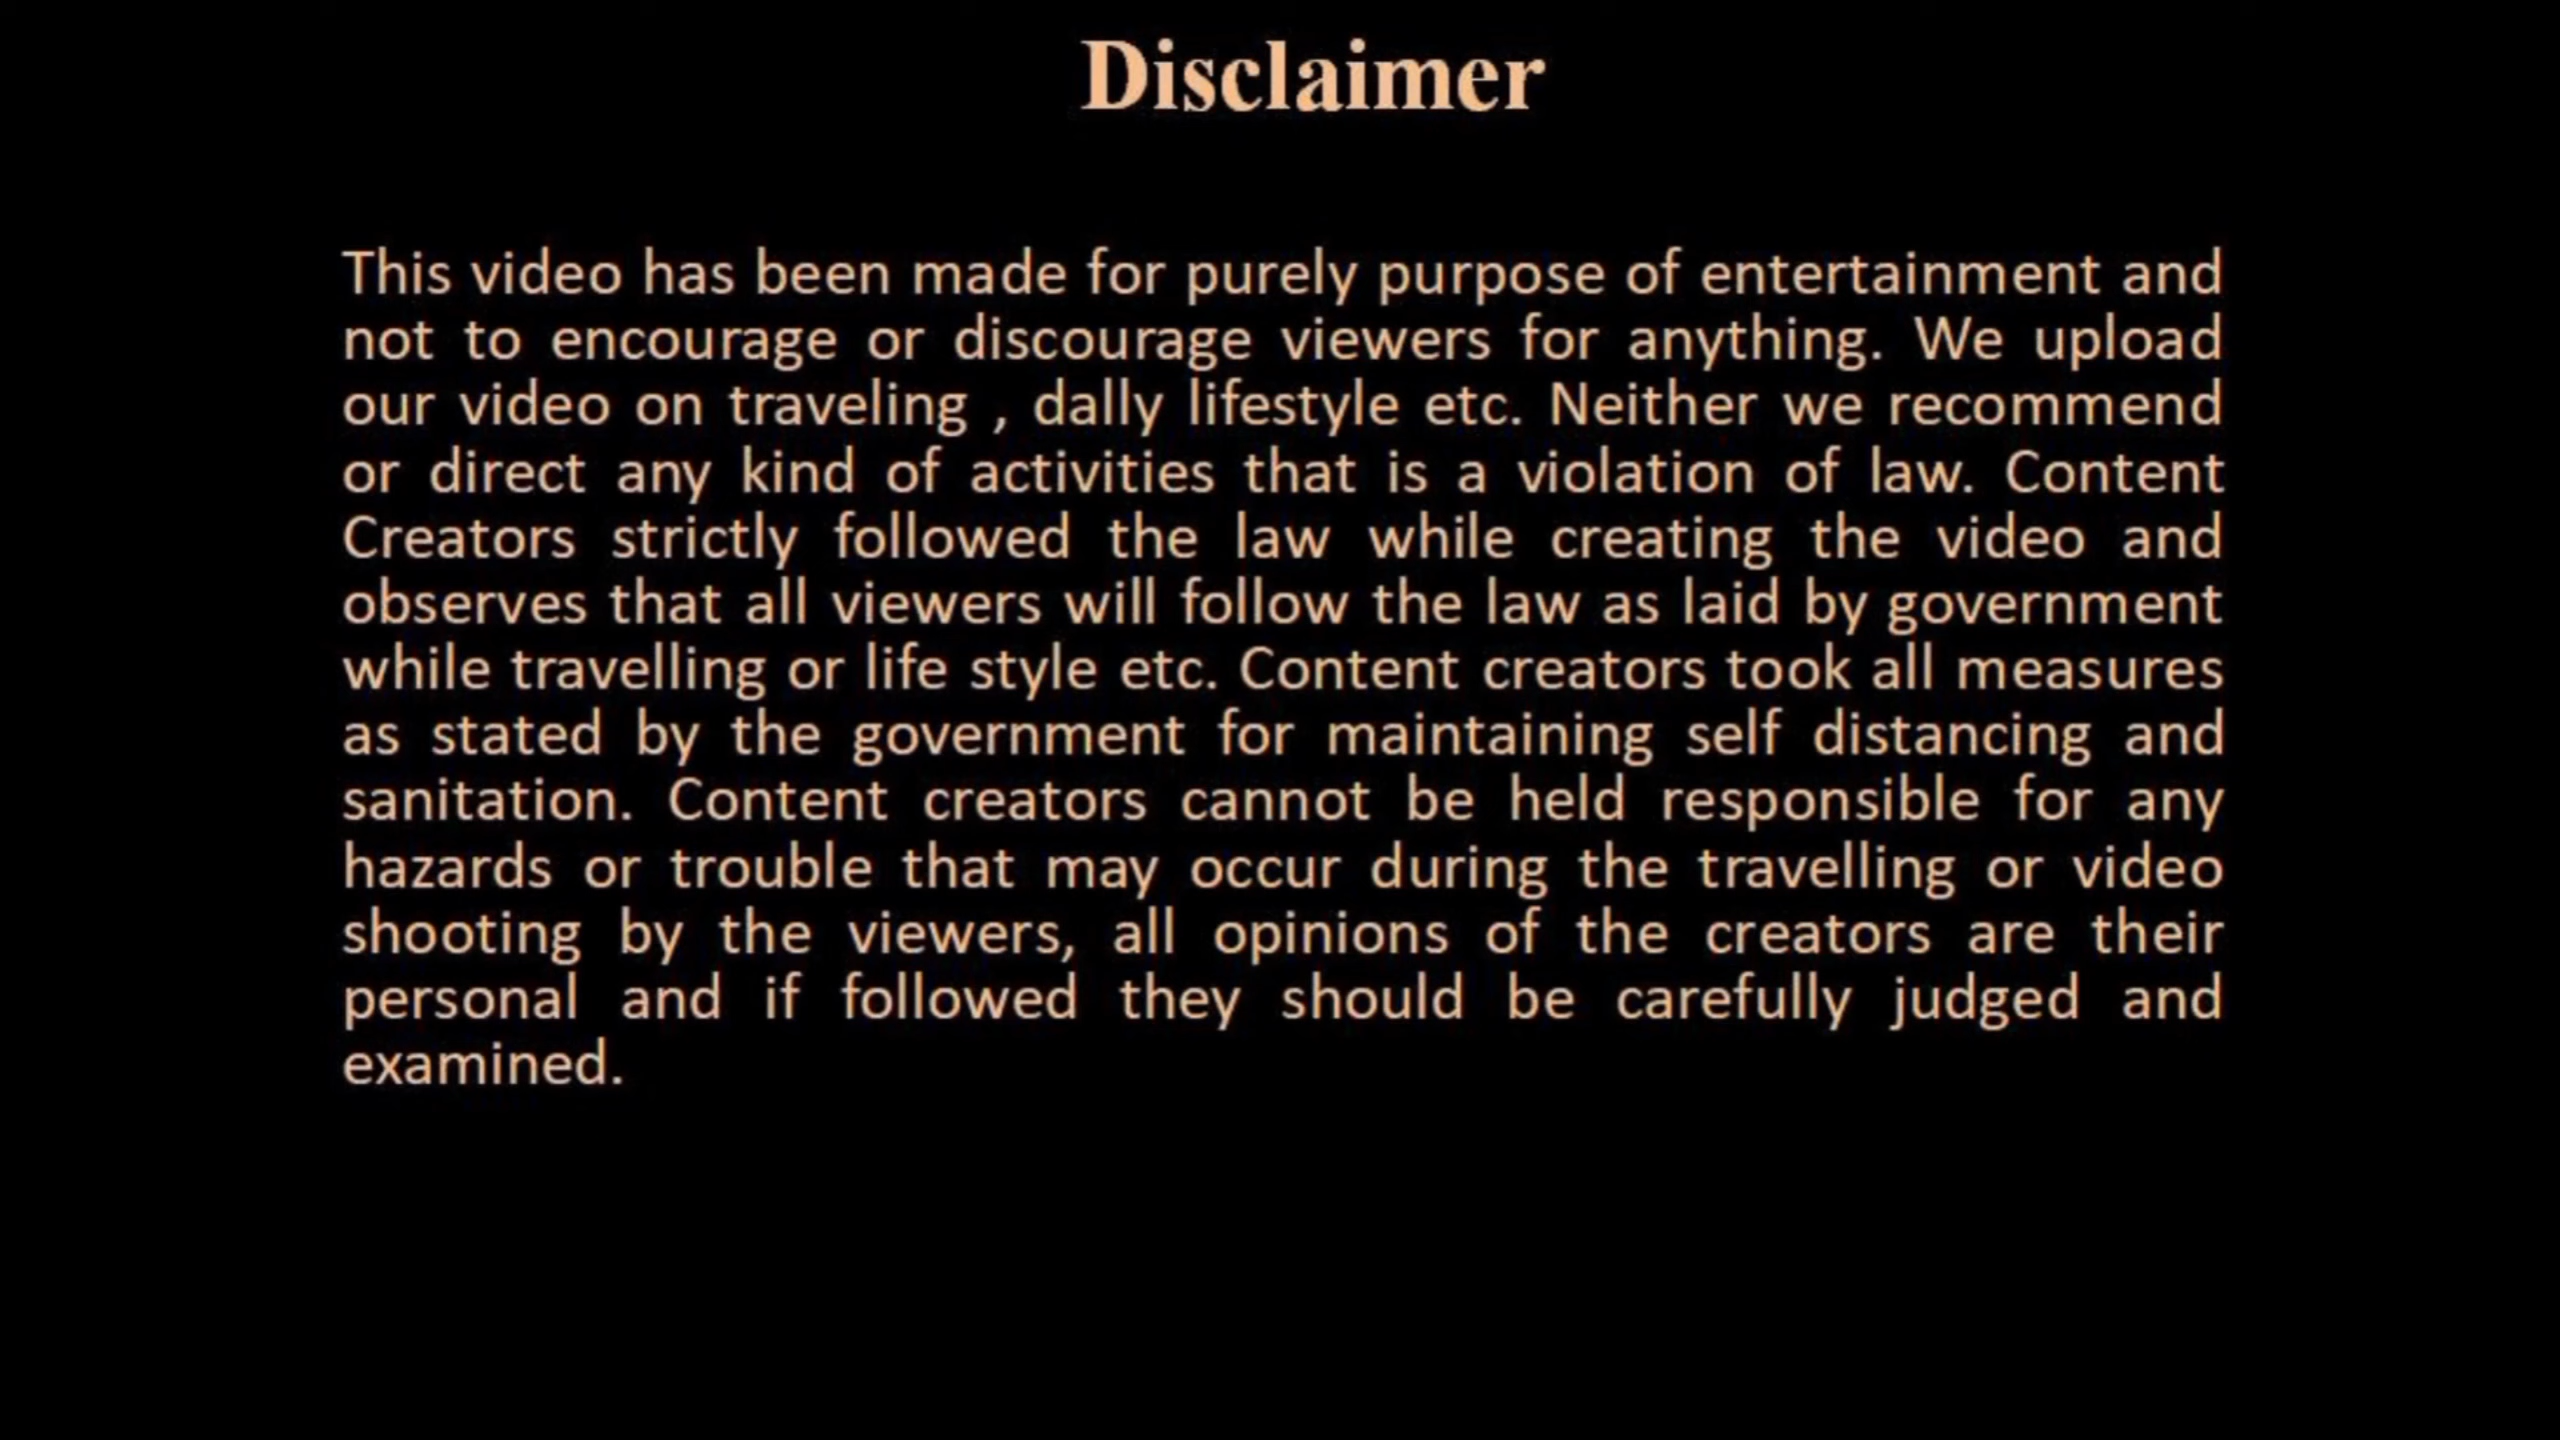 Disclaimer
This video has been made for purely purpose of entertainment and
not to encourage or discourage viewers for anything. We upload
our video on traveling , dally lifestyle etc. Neither we recommend
or direct any kind of activities that is a violation of law. Content
Creators strictly followed the law while creating the video and
observes that all viewers will follow the law as laid by government
while travelling or life style etc. Content creators took all measures
as stated by the government for maintaining self distancing and
sanitation. Content creators cannot be held responsible for any
hazards or trouble that may occur during the travelling or video
shooting by the viewers, all opinions of the creators are their
personal and if followed they should be carefully judged and
examined.